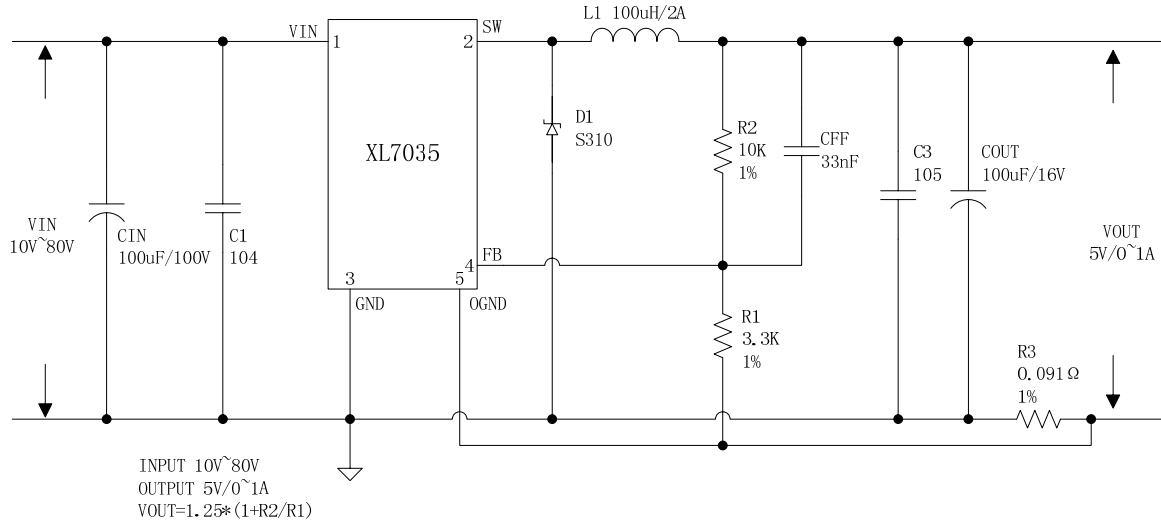 L1 100uH/2A
VIN
SW
1
2
D1
S310
XL7035
R2
10K
1%
CFF
33nF
C3
105
COUT
100uF/16V
VIN
10V~80V
CIN
100uF/100V
C1
104
VOUT
5V/0~1A
FB
4
3
5
GND
OGND
R1
3.3K
1%
R3
0.091Ω
1%
INPUT 10V~80V
OUTPUT 5V/0~1A
VOUT=1.25*(1+R2/R1)